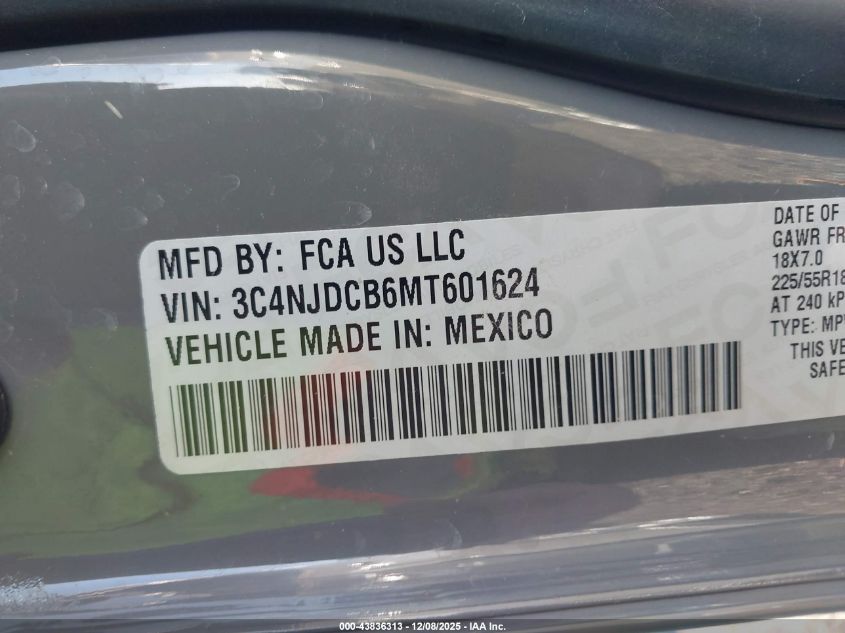 MFD BY: FCA US LLC
VIN: 3C4NJDCB6MT601624
VEHICLE MADE IN: MEXICO
DATE OF
GAWR FR
18X7.0
225/55R18
AT 240 kP
TYPE: MP
THIS VE
SAFE
000-43836313 - 12/08/2025 - IAA Inc.